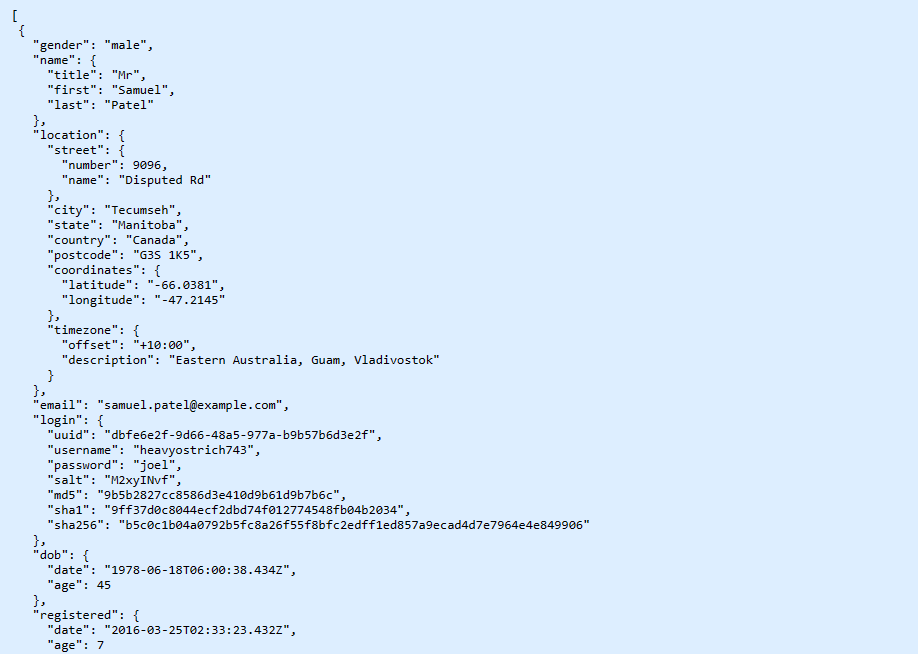 [
 {
   "gender": "male",
   "name": {
     "title": "Mr",
     "first": "Samuel",
     "last": "Patel"
   },
   "location": {
     "street": {
       "number": 9096,
       "name": "Disputed Rd"
     },
     "city": "Tecumseh",
     "state": "Manitoba",
     "country": "Canada",
     "postcode": "G3S 1K5",
     "coordinates": {
       "latitude": "-66.0381",
       "longitude": "-47.2145"
     },
     "timezone": {
       "offset": "+10:00",
       "description": "Eastern Australia, Guam, Vladivostok"
     }
   },
   "email": "samuel.patel@example.com",
   "login": {
     "uuid": "dbfe6e2f-9d66-48a5-977a-b9b57b6d3e2f",
     "username": "heavyostrich743",
     "password": "joel",
     "salt": "M2xyINvf",
     "md5": "9b5b2827cc8586d3e410d9b61d9b7b6c",
     "sha1": "9ff37d0c8044ecf2dbd74f012774548fb04b2034",
     "sha256": "b5c0c1b04a0792b5fc8a26f55f8bfc2edff1ed857a9ecad4d7e7964e4e849906"
   },
   "dob": {
     "date": "1978-06-18T06:00:38.434Z",
     "age": 45
   },
   "registered": {
     "date": "2016-03-25T02:33:23.432Z",
     "age": 7